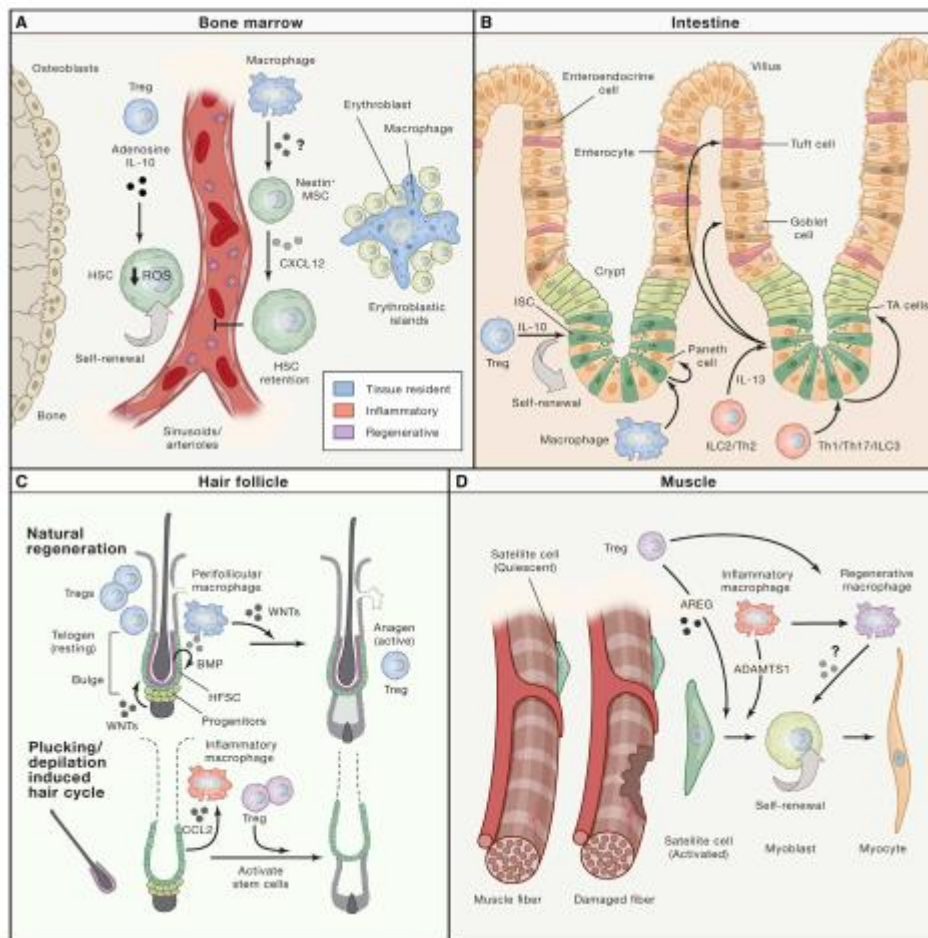 A
Bone marrow
Osteoblasts
Treg
Adenosine
IL-10
HSC
ROS
Self-renewal
Bone
Sinusoids/
arterioles
Macrophage
?
Nestin+
MSC
CXCL12
HSC
retention
Erythroblast
Macrophage
Erythroblastic
islands
Tissue resident
Inflammatory
Regenerative
B
Intestine
Enteroendocrine
cell
Villus
Enterocyte
Tuft cell
Goblet
cell
Crypt
ISC
TA cells
IL-10
Treg
Self-renewal
Paneth
cell
Macrophage
IL-13
ILC2/Th2
Th1/Th17/ILC3
C
Hair follicle
Natural
regeneration
Tregs
Perifollicular
macrophage
WNTs
Telogen
(resting)
Anagen
(active)
BMP
Treg
Bulge
HFSC
WNTs
Progenitors
Plucking/
depilation
induced
hair cycle
Inflammatory
macrophage
CCL2
Treg
Activate
stem cells
D
Muscle
Satellite cell
(Quiescent)
Treg
Inflammatory
macrophage
Regenerative
macrophage
AREG
ADAMTS1
?
Self-renewal
Satellite cell
(Activated)
Myoblast
Myocyte
Muscle fiber
Damaged fiber